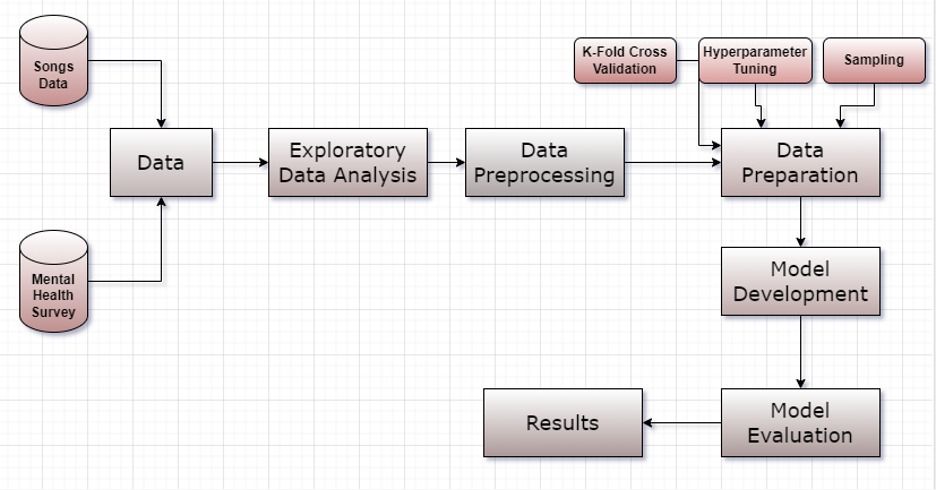 Songs
Data
K-Fold Cross
Validation
Hyperparameter
Tuning
Sampling
Data
Exploratory
Data Analysis
Data
Preprocessing
Data
Preparation
Mental
Health
Survey
Model
Development
Results
Model
Evaluation